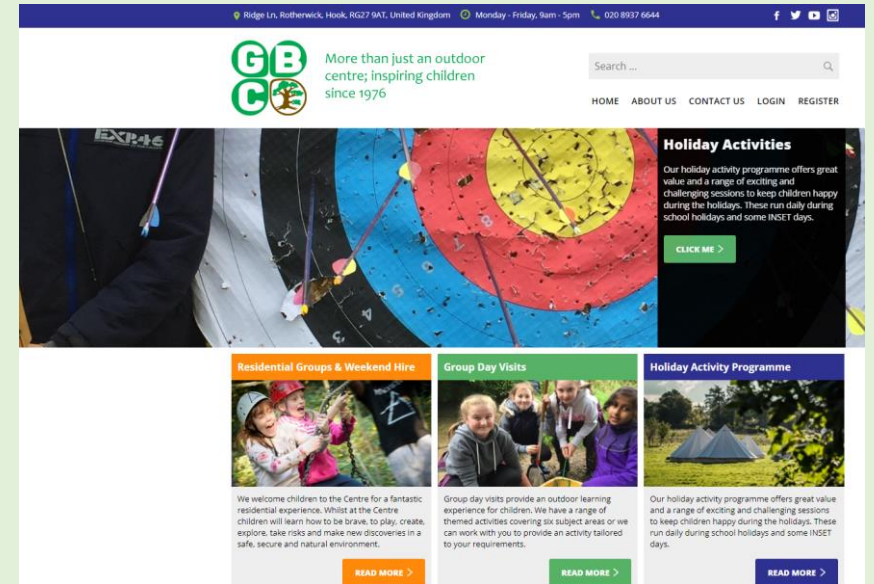 Ridge Ln, Rotherwick, Hook, RG27 9AT, United Kingdom Monday - Friday, 9am - 5pm 020 8937 6644
GB
C
More than just an outdoor
centre; inspiring children
since 1976
Search ...
HOME ABOUT US CONTACT US LOGIN REGISTER
EXP.46
Holiday Activities
Our holiday activity programme offers great
value and a range of exciting and
challenging sessions to keep children happy
during the holidays. These run daily during
school holidays and some INSET days.
CLICK ME >
Residential Groups & Weekend Hire
We welcome children to the Centre for a fantastic
residential experience. Whilst at the Centre
children will learn how to be brave, to play, create,
explore, take risks and make new discoveries in a
safe, secure and natural environment.
READ MORE >
Group Day Visits
Group day visits provide an outdoor learning
experience for children. We have a range of
themed activities covering six subject areas or we
can work with you to provide an activity tailored
to your requirements.
READ MORE >
Holiday Activity Programme
Our holiday activity programme offers great value
and a range of exciting and challenging sessions
to keep children happy during the holidays. These
run daily during school holidays and some INSET
days.
READ MORE >